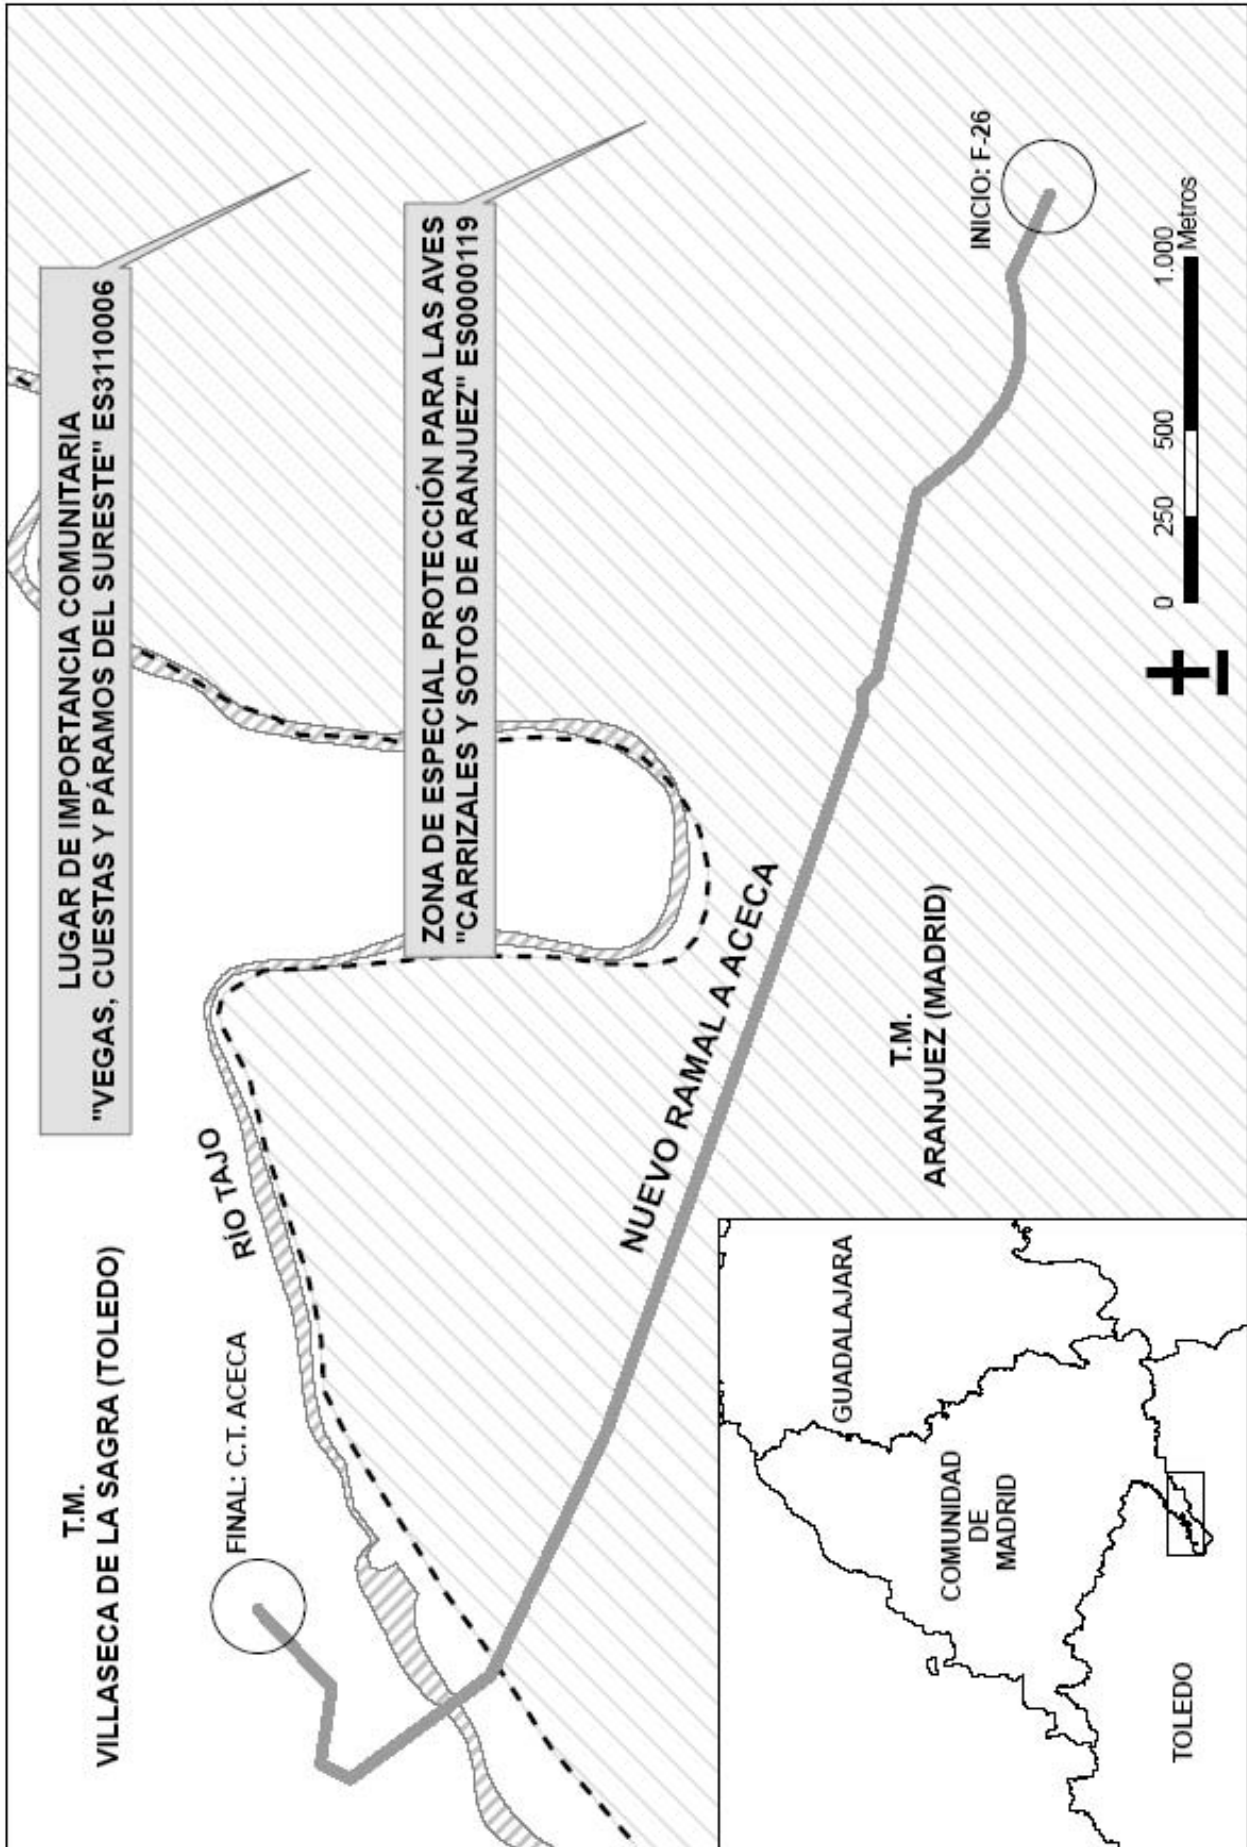 T.M.
VILLASECA DE LA SAGRA (TOLEDO)
LUGAR DE IMPORTANCIA COMUNITARIA
"VEGAS, CUESTAS Y PÁRAMOS DEL SURESTE" ES3110006
FINAL: C.T. ACECA
RÍO TAJO
ZONA DE ESPECIAL PROTECCIÓN PARA LAS AVES
"CARRIZALES Y SOTOS DE ARANJUEZ" ES0000119
NUEVO RAMAL A ACECA
INICIO: F-26
T.M.
ARANJUEZ (MADRID)
0 250 500 1.000
Metros
GUADALAJARA
COMUNIDAD
DE
MADRID
TOLEDO